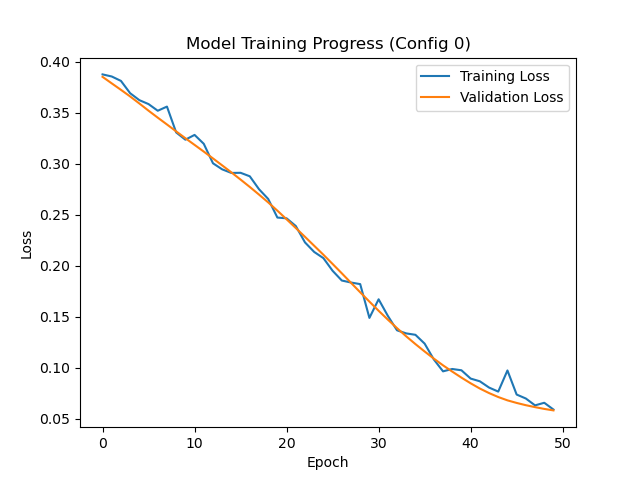 Model Training Progress (Config 0)
Training Loss
Validation Loss
0.40
0.35
0.30
0.25
0.20
0.15
0.10
0.05
Loss
0 10 20 30 40 50
Epoch